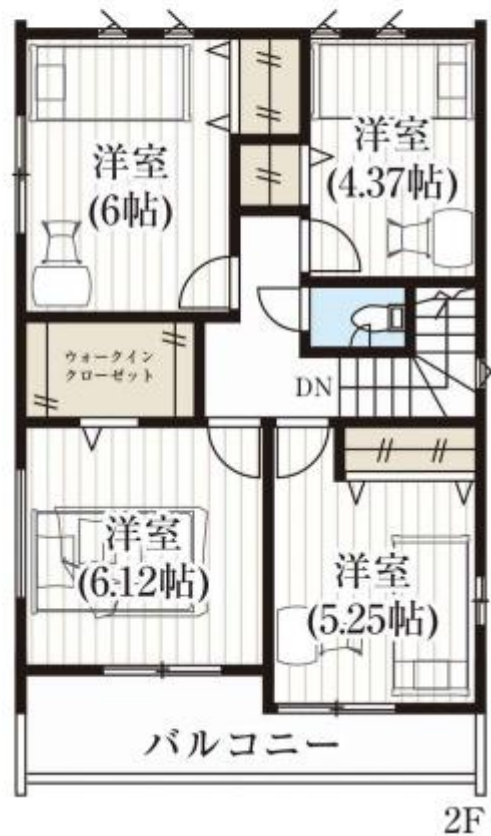 洋室
(6帖)
洋室
(4.37帖)
ウォークイン
クローゼット
DN
洋室
(6.12帖)
洋室
(5.25帖)
バルコニー
2F